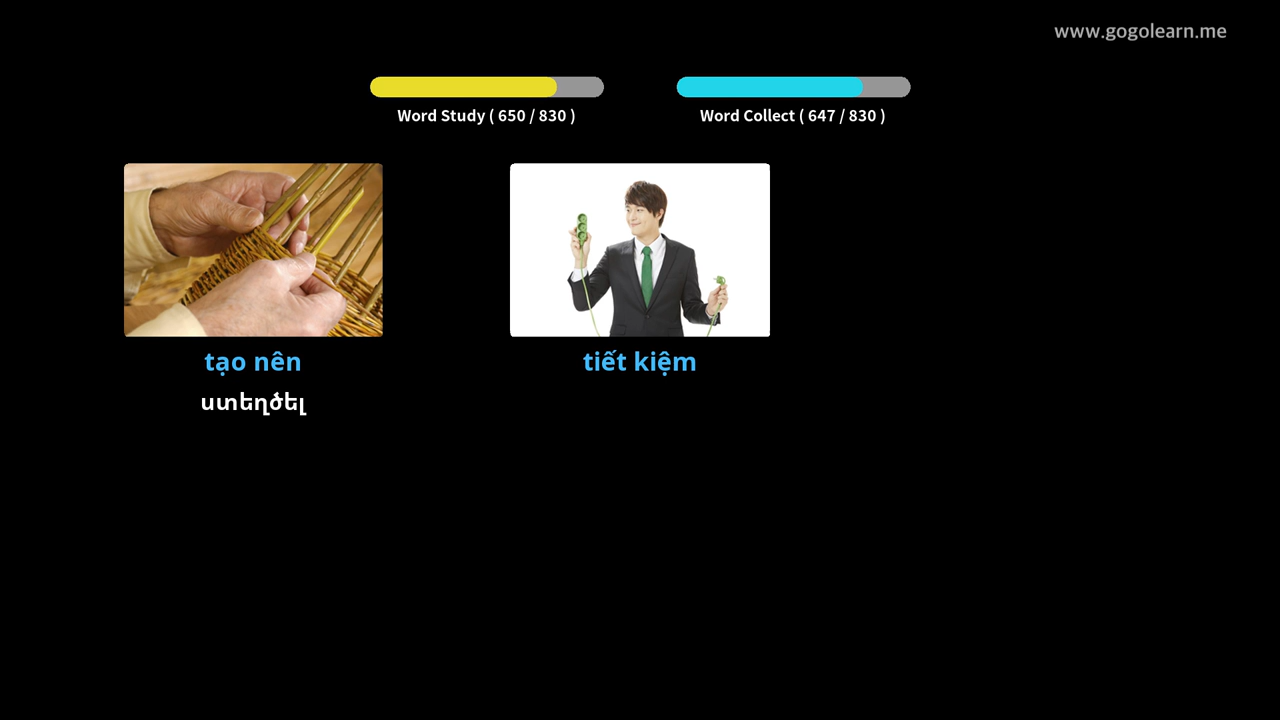 www.gogolearn.me
Word Study ( 650 / 830 )
Word Collect ( 647 / 830 )
tạo nên
ստեղծել
tiết kiệm